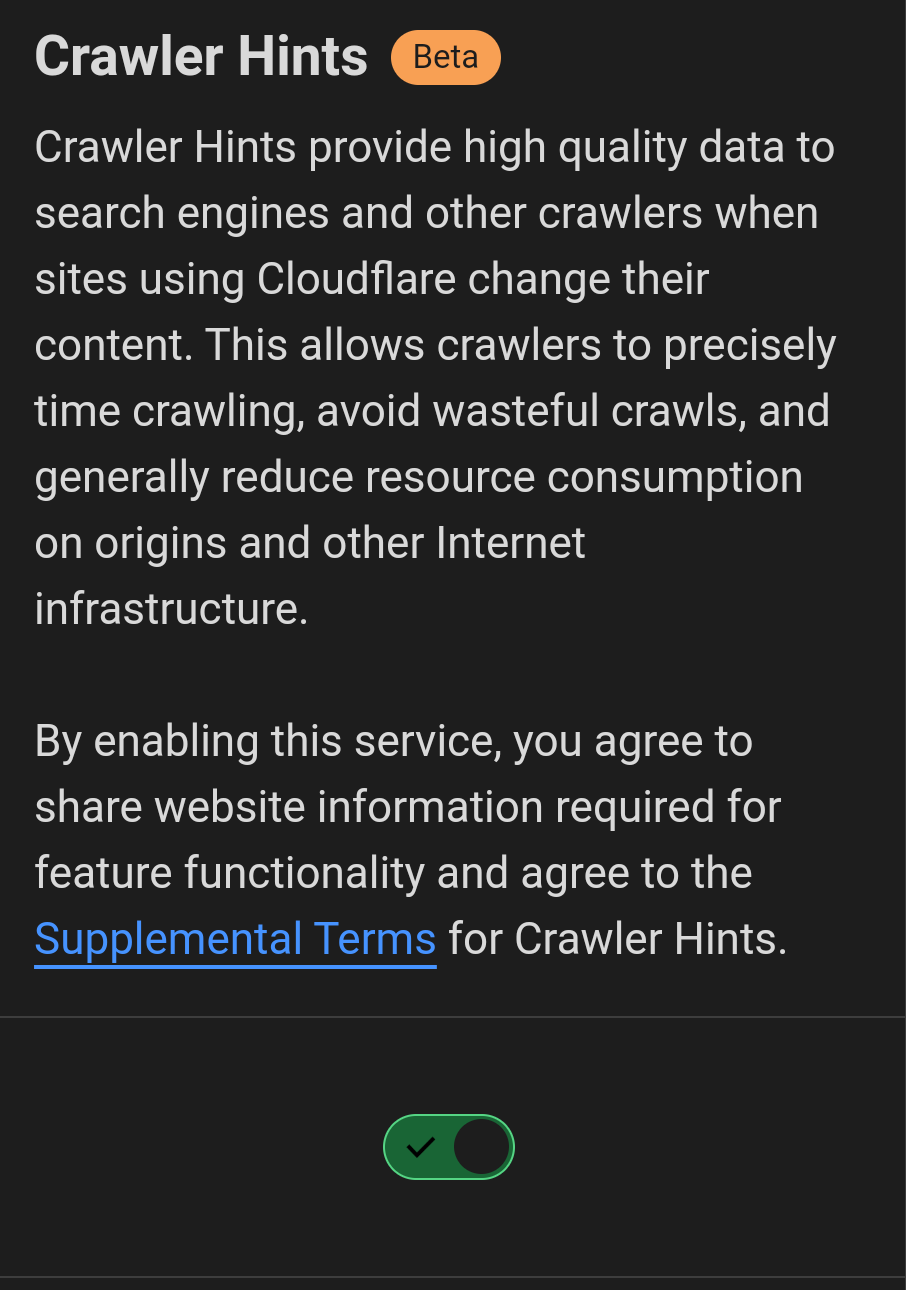 Crawler Hints Beta
Crawler Hints provide high quality data to
search engines and other crawlers when
sites using Cloudflare change their
content. This allows crawlers to precisely
time crawling, avoid wasteful crawls, and
generally reduce resource consumption
on origins and other Internet
infrastructure.
By enabling this service, you agree to
share website information required for
feature functionality and agree to the
Supplemental Terms for Crawler Hints.